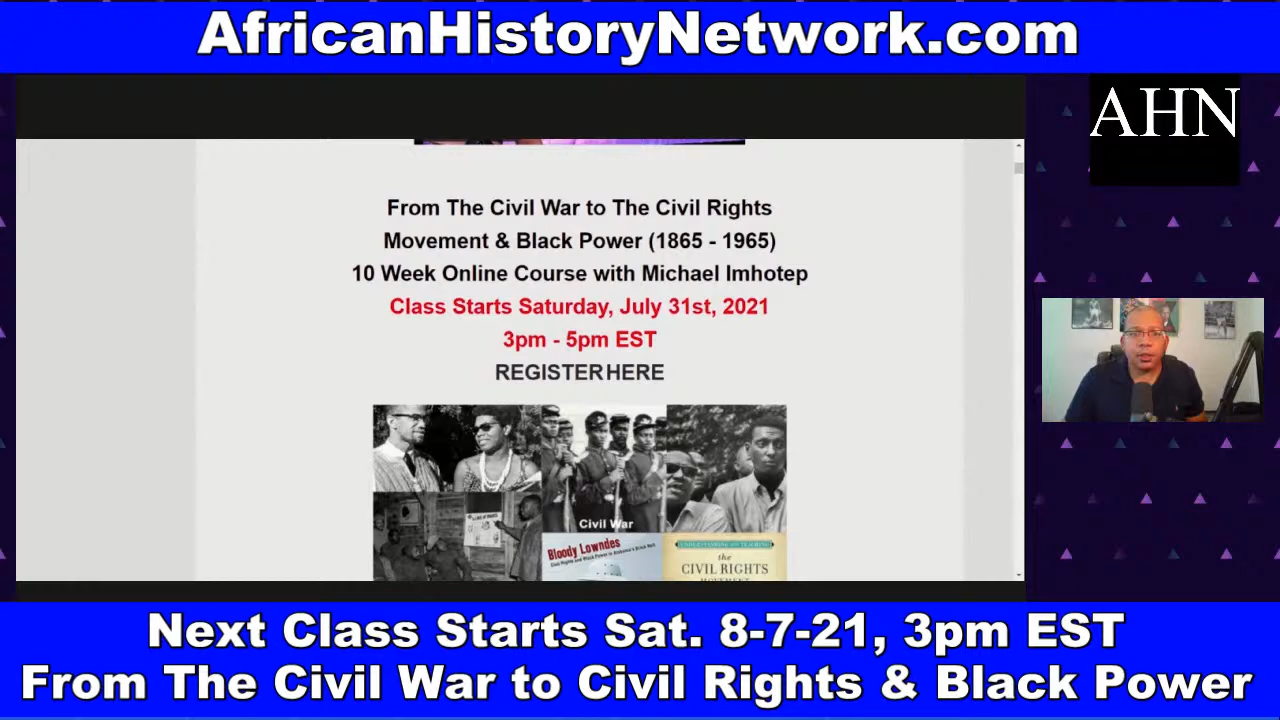 AfricanHistoryNetwork.com
AHN
From The Civil War to The Civil Rights
Movement & Black Power (1865 - 1965)
10 Week Online Course with Michael Imhotep
Class Starts Saturday, July 31st, 2021
3pm - 5pm EST
REGISTER HERE
Civil War
Bloody Lowndes
the
CIVIL RIGHTS
Next Class Starts Sat. 8-7-21, 3pm EST
From The Civil War to Civil Rights & Black Power